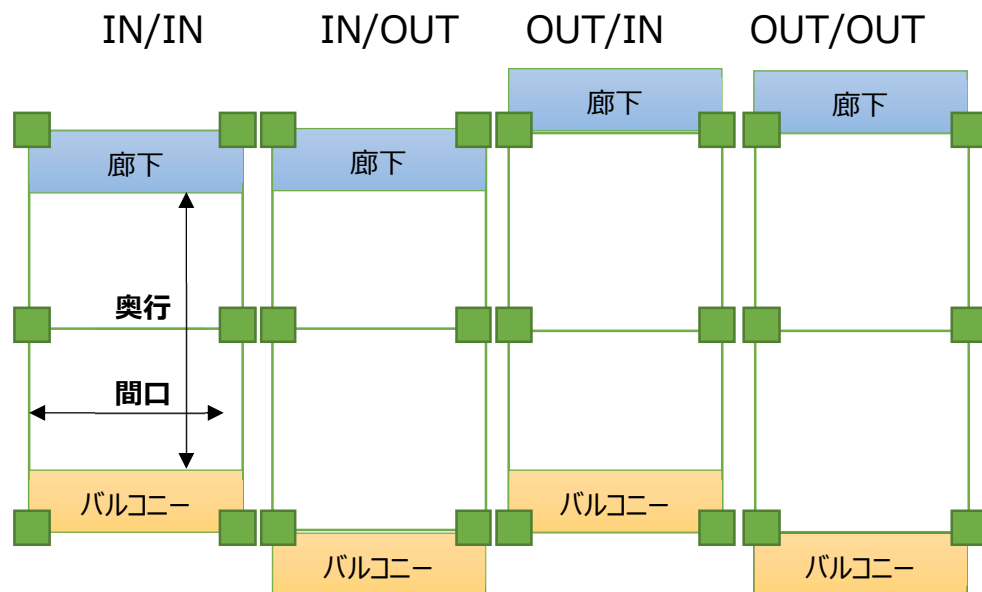 IN/IN
IN/OUT
OUT/IN
OUT/OUT
廊下
廊下
廊下
廊下
奥行
間口
バルコニー
バルコニー
バルコニー
バルコニー